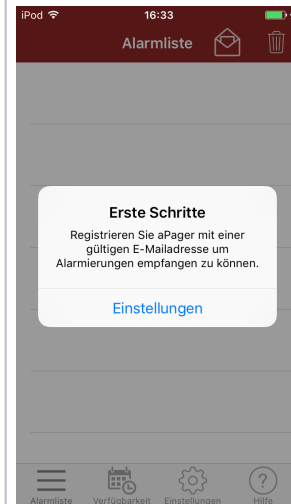 iPod 16:33
Alarmliste
Erste Schritte
Registrieren Sie aPager mit einer
gültigen E-Mailadresse um
Alarmierungen empfangen zu können.
Einstellungen
Alarmliste Verfügbarkeit Einstellungen Hilfe